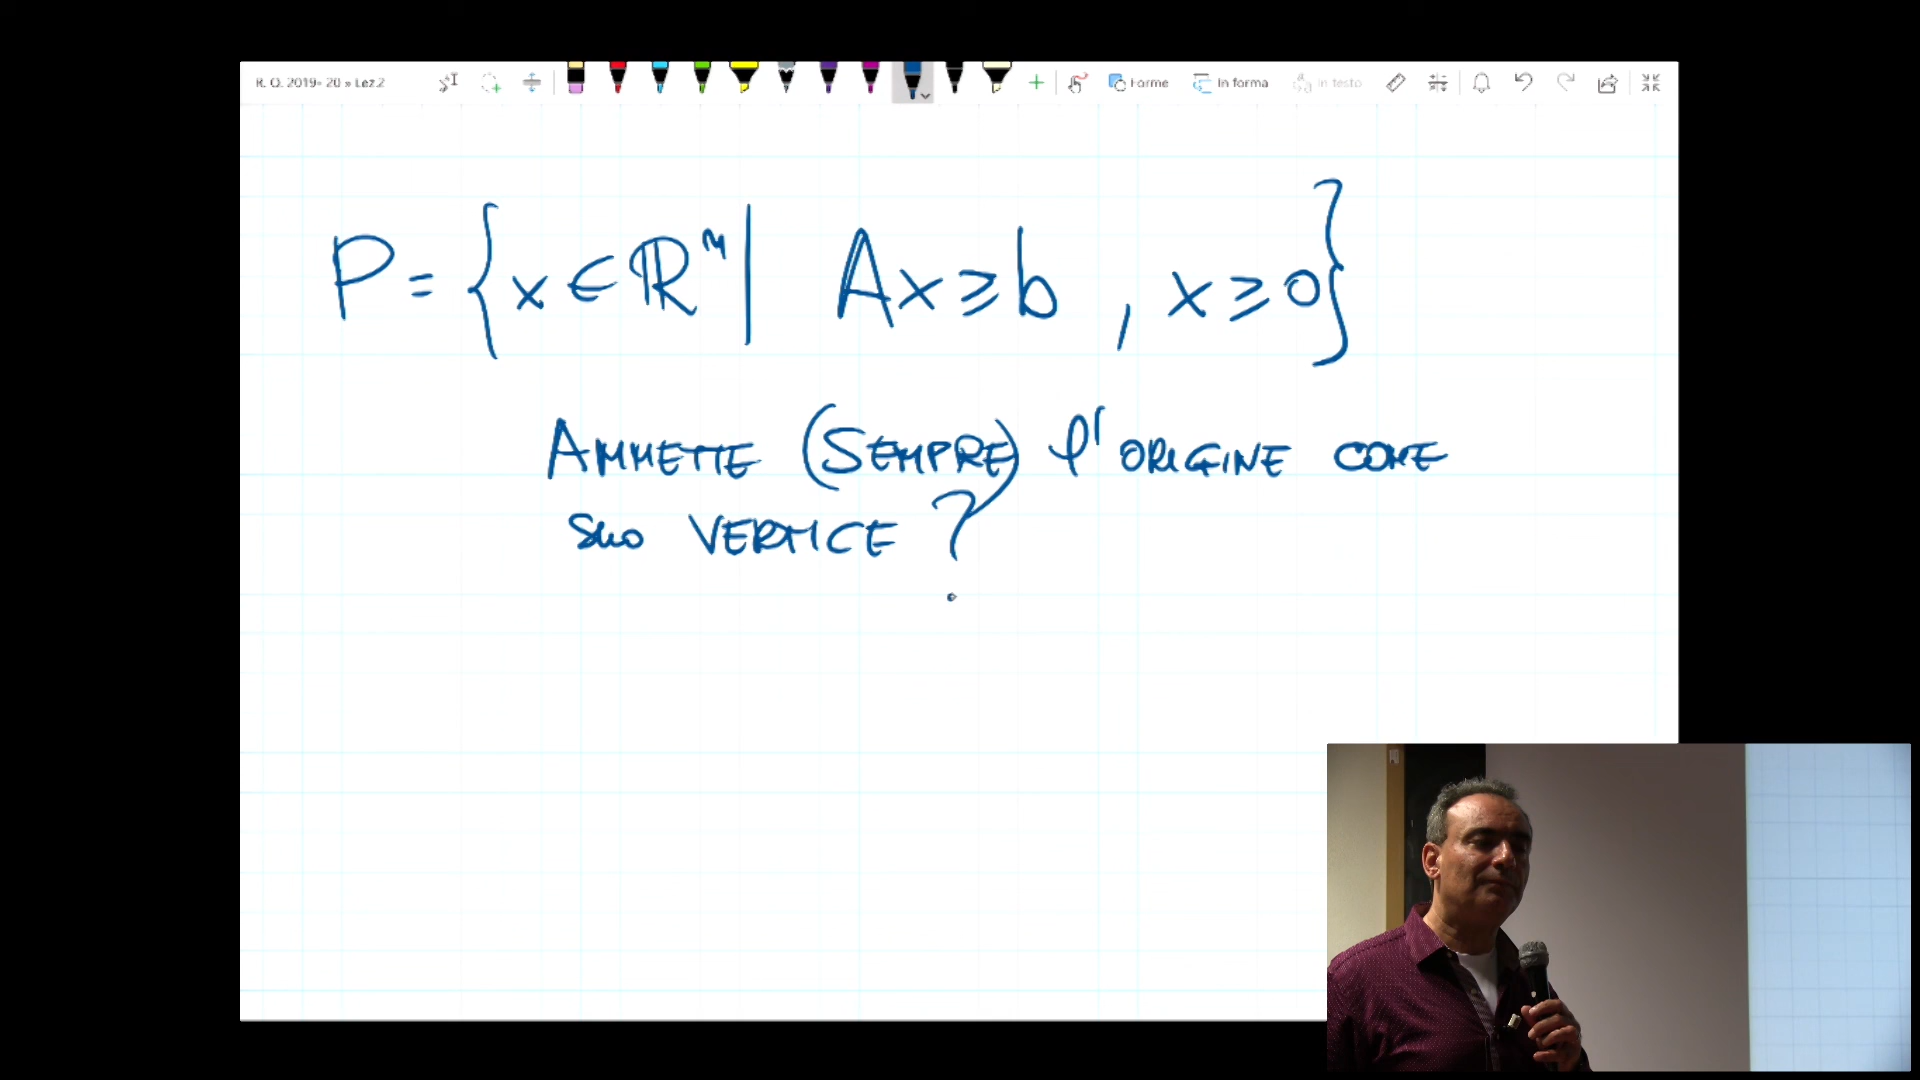 R. O. 2019- 20 » Lez.2
Forme
In forma
in testo
P = { x ∈ ℝⁿ | Ax ≥ b , x ≥ 0 }
AMMETTE (SEMPRE) l'ORIGINE COME
SUO VERTICE ?